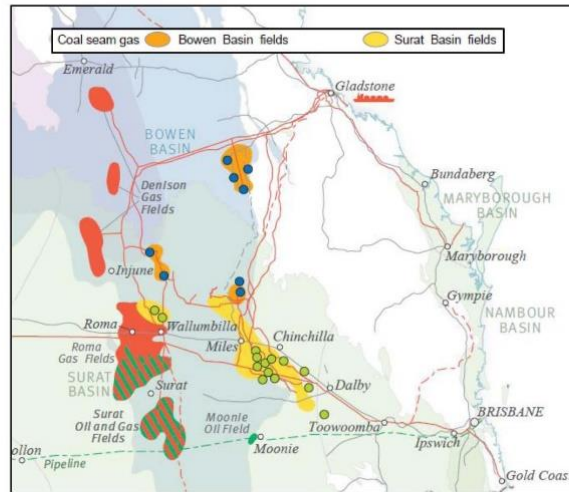 Coal seam gas Bowen Basin fields Surat Basin fields
Emerald
Gladstone
BOWEN
BASIN
Denison
Gas
Fields
Bundaberg
MARYBOROUGH
BASIN
Maryborough
Injune
Gympie
NAMBOUR
BASIN
Roma
Wallumbilla
Miles
Chinchilla
Roma
Gas Fields
SURAT
BASIN
Surat
Dalby
Surat
Oil and Gas
Fields
Moonie
Oil Field
Toowoomba
BRISBANE
Ipswich
Moonie
ollon
Pipeline
Gold Coas